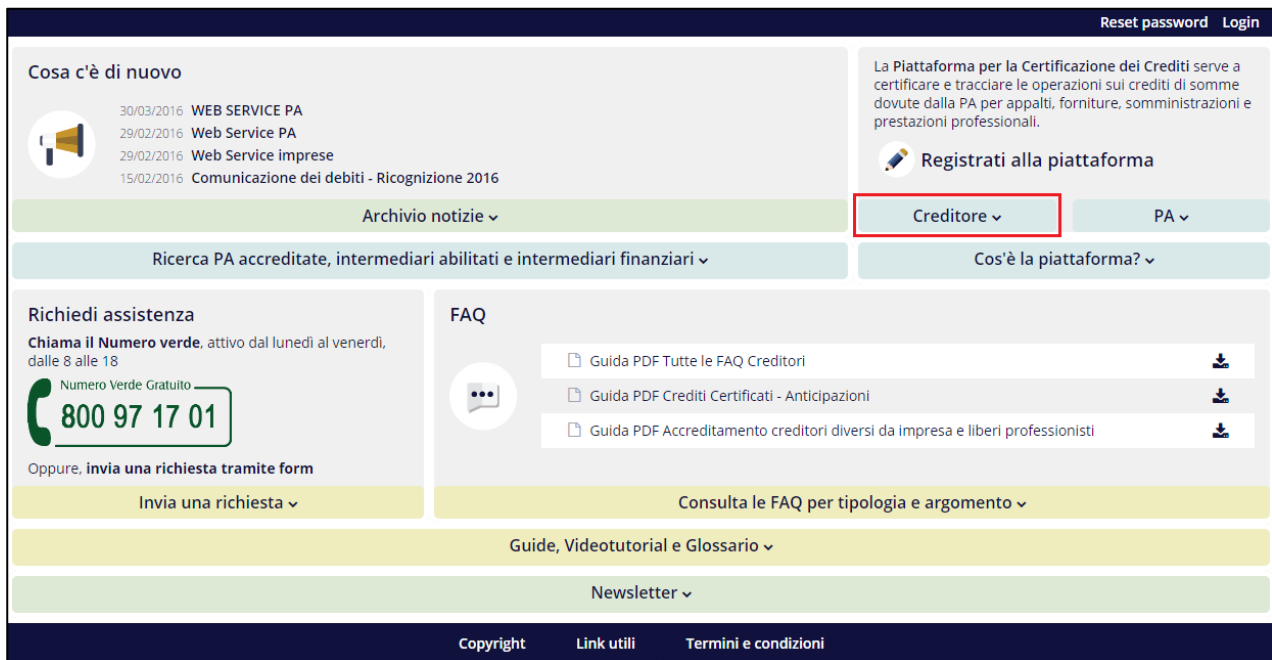 Reset password Login
Cosa c'è di nuovo
30/03/2016 WEB SERVICE PA
29/02/2016 Web Service PA
29/02/2016 Web Service imprese
15/02/2016 Comunicazione dei debiti - Ricognizione 2016
Archivio notizie
La Piattaforma per la Certificazione dei Crediti serve a
certificare e tracciare le operazioni sui crediti di somme
dovute dalla PA per appalti, forniture, somministrazioni e
prestazioni professionali.
Registrati alla piattaforma
Creditore
PA
Ricerca PA accreditate, intermediari abilitati e intermediari finanziari
Cos'è la piattaforma?
Richiedi assistenza
Chiama il Numero verde, attivo dal lunedì al venerdì,
dalle 8 alle 18
Numero Verde Gratuito
800 97 17 01
Oppure, invia una richiesta tramite form
Invia una richiesta
FAQ
Guida PDF Tutte le FAQ Creditori
Guida PDF Crediti Certificati - Anticipazioni
Guida PDF Accreditamento creditori diversi da impresa e liberi professionisti
Consulta le FAQ per tipologia e argomento
Guide, Videotutorial e Glossario
Newsletter
Copyright Link utili Termini e condizioni